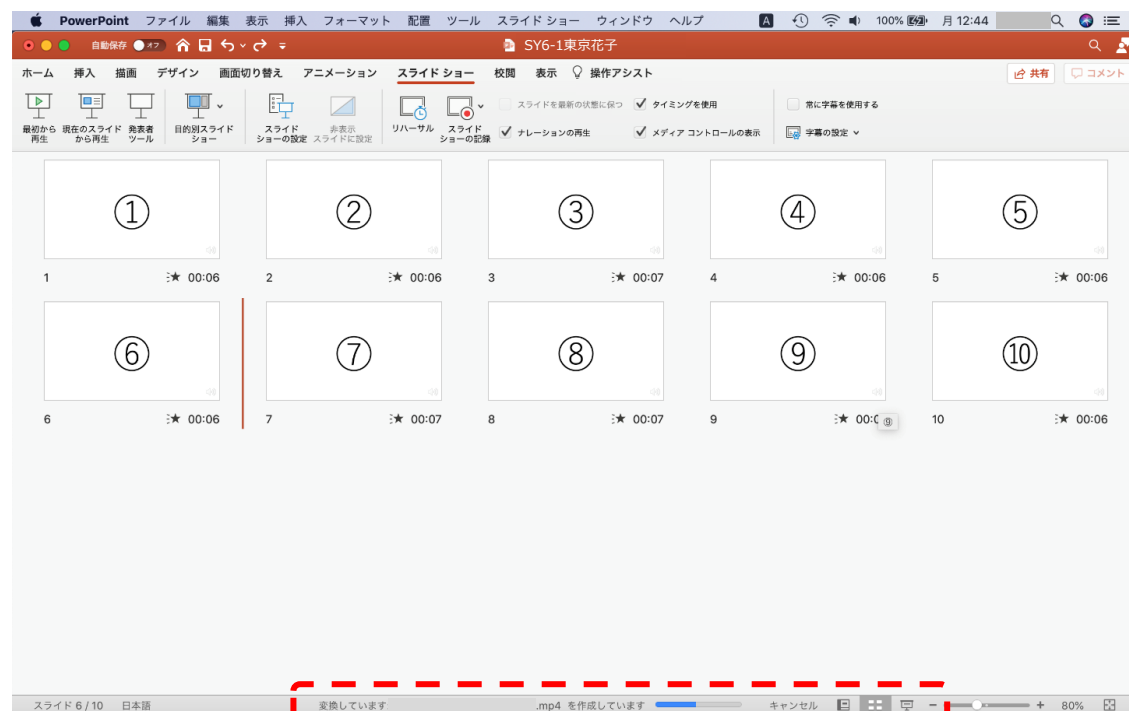 PowerPoint ファイル 編集 表示 挿入 フォーマット 配置 ツール スライド ショー ウィンドウ ヘルプ A 100% 月 12:44
自動保存 オフ SY6-1東京花子
ホーム 挿入 描画 デザイン 画面切り替え アニメーション スライド ショー 校閲 表示 操作アシスト 共有 コメント
スライドを最新の状態に保つ タイミングを使用 常に字幕を使用する
最初から 現在のスライド 発表者 目的別スライド スライド 非表示 リハーサル スライド ナレーションの再生 メディア コントロールの表示 字幕の設定
再生 から再生 ツール ショー ショーの設定 スライドに設定 ショーの記録
① ② ③ ④ ⑤
1 00:06 2 00:06 3 00:07 4 00:06 5 00:06
⑥ ⑦ ⑧ ⑨ ⑩
6 00:06 7 00:07 8 00:07 9 ⑨ 10 00:06
スライド 6 / 10 日本語 変換しています .mp4 を作成しています キャンセル 80%